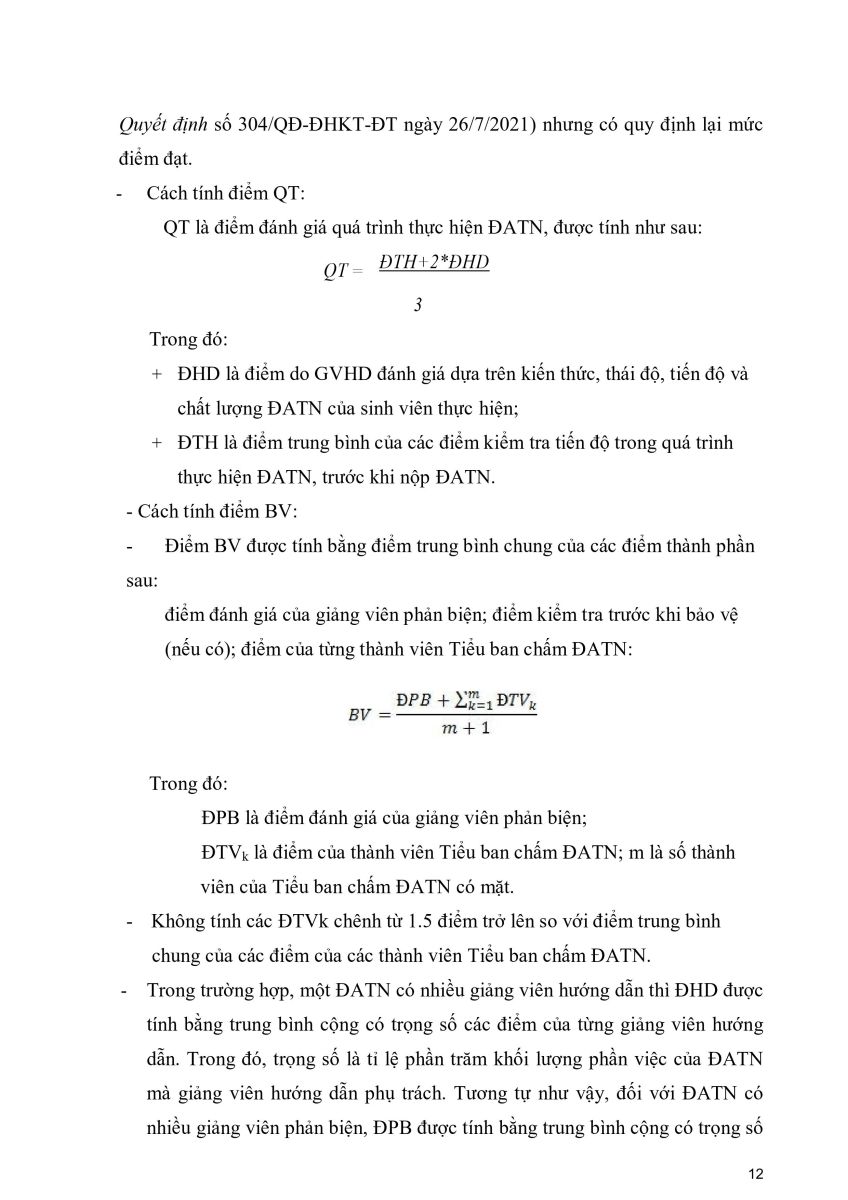 Quyết định số 304/QĐ-ĐHKT-ĐT ngày 26/7/2021) nhưng có quy định lại mức
điểm đạt.
- Cách tính điểm QT:
QT là điểm đánh giá quá trình thực hiện ĐATN, được tính như sau:
QT = ĐTH+2*ĐHD
3
Trong đó:
+ ĐHD là điểm do GVHD đánh giá dựa trên kiến thức, thái độ, tiến độ và
chất lượng ĐATN của sinh viên thực hiện;
+ ĐTH là điểm trung bình của các điểm kiểm tra tiến độ trong quá trình
thực hiện ĐATN, trước khi nộp ĐATN.
- Cách tính điểm BV:
- Điểm BV được tính bằng điểm trung bình chung của các điểm thành phần
sau:
điểm đánh giá của giảng viên phản biện; điểm kiểm tra trước khi bảo vệ
(nếu có); điểm của từng thành viên Tiểu ban chấm ĐATN:
ĐPB + ∑ᵐₖ₌₁ ĐTVₖ
BV =
m + 1
Trong đó:
ĐPB là điểm đánh giá của giảng viên phản biện;
ĐTVₖ là điểm của thành viên Tiểu ban chấm ĐATN; m là số thành
viên của Tiểu ban chấm ĐATN có mặt.
- Không tính các ĐTVk chênh từ 1.5 điểm trở lên so với điểm trung bình
chung của các điểm của các thành viên Tiểu ban chấm ĐATN.
- Trong trường hợp, một ĐATN có nhiều giảng viên hướng dẫn thì ĐHD được
tính bằng trung bình cộng có trọng số các điểm của từng giảng viên hướng
dẫn. Trong đó, trọng số là tỉ lệ phần trăm khối lượng phần việc của ĐATN
mà giảng viên hướng dẫn phụ trách. Tương tự như vậy, đối với ĐATN có
nhiều giảng viên phản biện, ĐPB được tính bằng trung bình cộng có trọng số
12